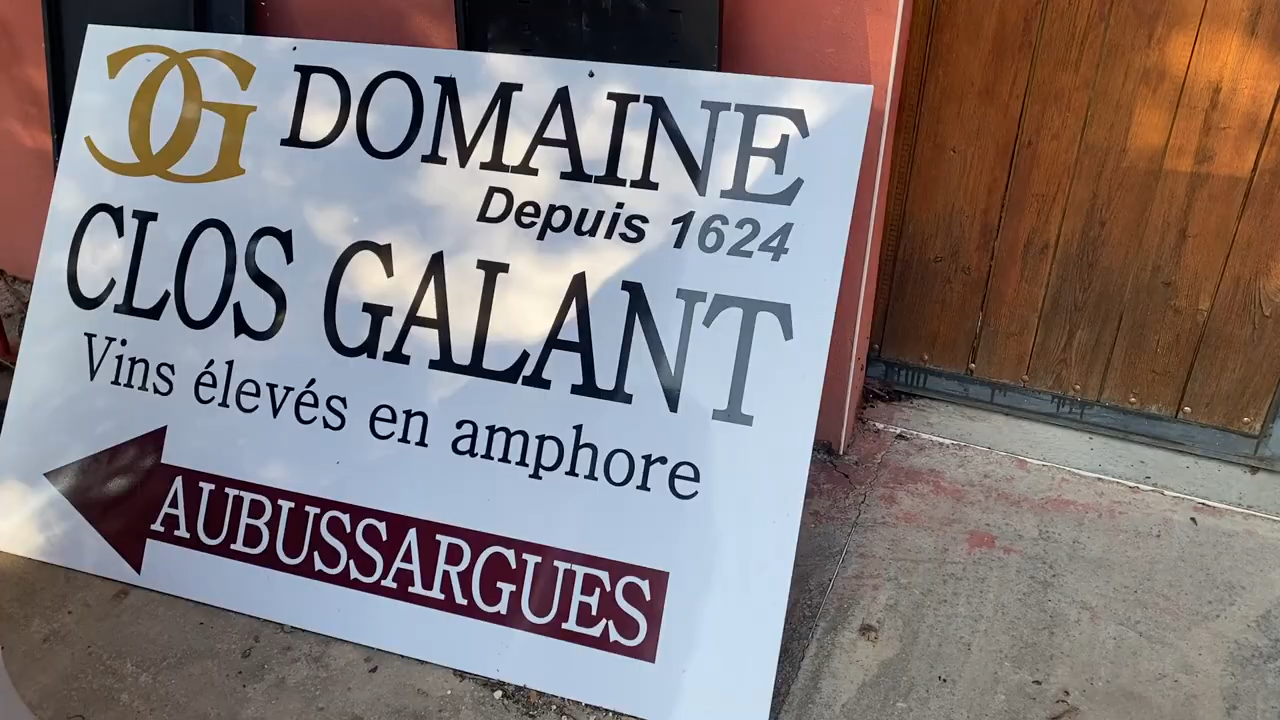 CG DOMAINE
Depuis 1624
CLOS GALANT
Vins élevés en amphore
AUBUSSARGUES